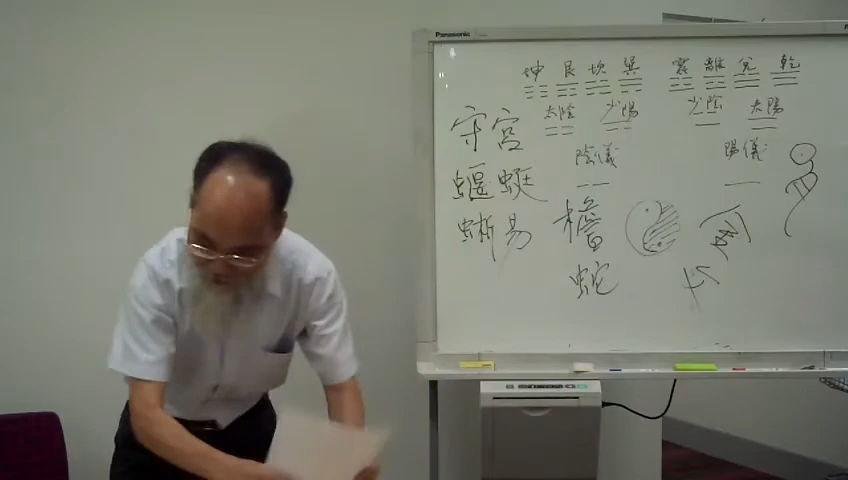 Panasonic
坤 艮 坎 巽 震 離 兌 乾
太陰 少陽 少陰 太陽
陰儀 陽儀
守宮
蝘蜓
蜥易
蛇